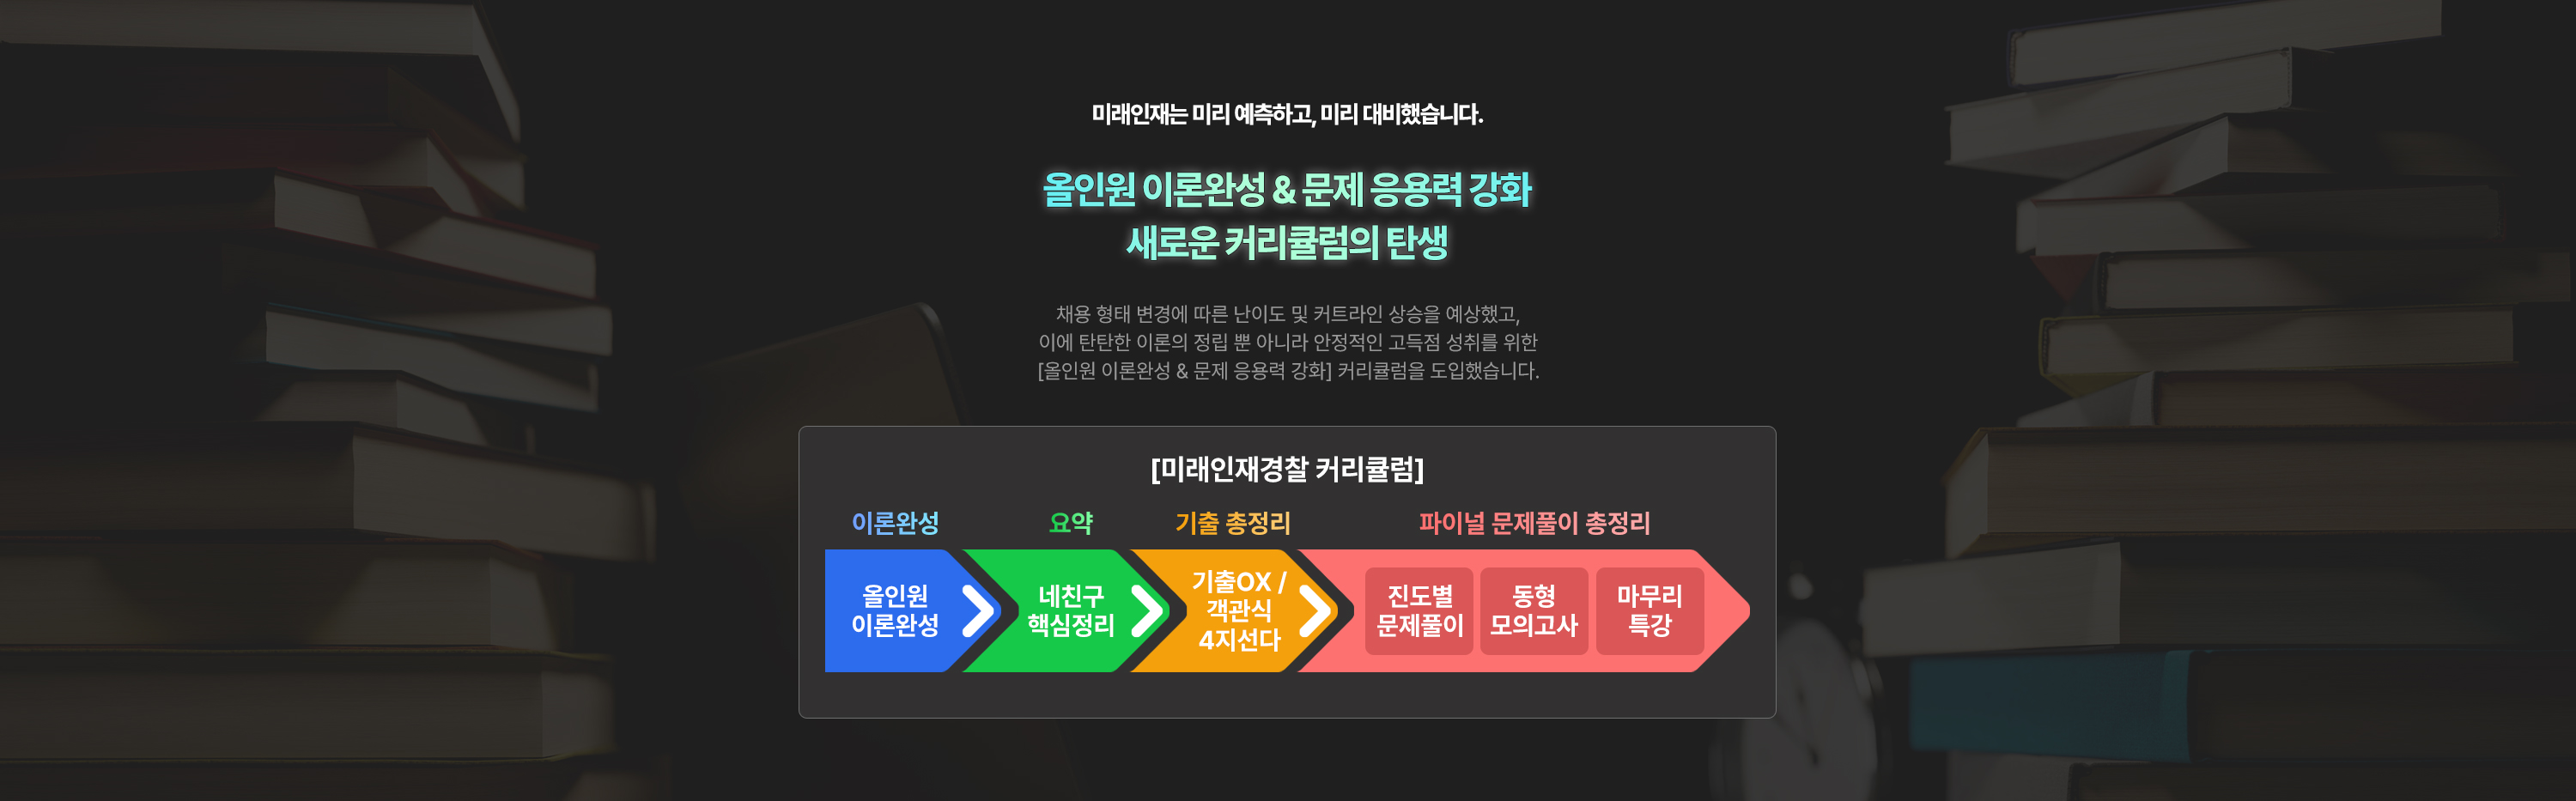 미래인재는 미리 예측하고, 미리 대비했습니다.
올인원 이론완성 & 문제 응용력 강화
새로운 커리큘럼의 탄생
채용 형태 변경에 따른 난이도 및 커트라인 상승을 예상했고,
이에 탄탄한 이론의 정립 뿐 아니라 안정적인 고득점 성취를 위한
[올인원 이론완성 & 문제 응용력 강화] 커리큘럼을 도입했습니다.
[미래인재경찰 커리큘럼]
이론완성
올인원
이론완성
요약
네친구
핵심정리
기출 총정리
기출OX /
객관식
4지선다
파이널 문제풀이 총정리
진도별
문제풀이
동형
모의고사
마무리
특강